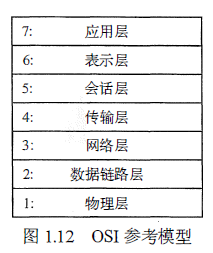 7: 应用层
6: 表示层
5: 会话层
4: 传输层
3: 网络层
2: 数据链路层
1: 物理层
图 1.12 OSI 参考模型